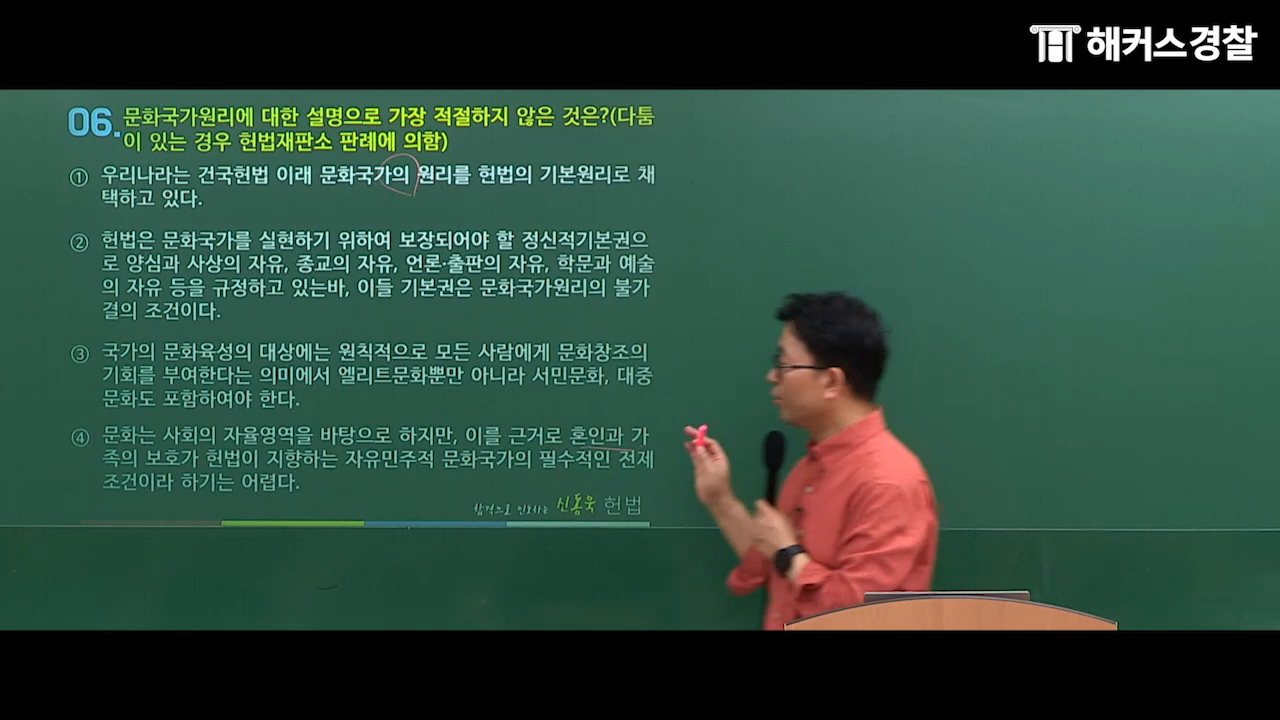 해커스경찰
06. 문화국가원리에 대한 설명으로 가장 적절하지 않은 것은?(다툼
이 있는 경우 헌법재판소 판례에 의함)
① 우리나라는 건국헌법 이래 문화국가의 원리를 헌법의 기본원리로 채
택하고 있다.
② 헌법은 문화국가를 실현하기 위하여 보장되어야 할 정신적기본권으
로 양심과 사상의 자유, 종교의 자유, 언론·출판의 자유, 학문과 예술
의 자유 등을 규정하고 있는바, 이들 기본권은 문화국가원리의 불가
결의 조건이다.
③ 국가의 문화육성의 대상에는 원칙적으로 모든 사람에게 문화창조의
기회를 부여한다는 의미에서 엘리트문화뿐만 아니라 서민문화, 대중
문화도 포함하여야 한다.
④ 문화는 사회의 자율영역을 바탕으로 하지만, 이를 근거로 혼인과 가
족의 보호가 헌법이 지향하는 자유민주적 문화국가의 필수적인 전제
조건이라 하기는 어렵다.
합격으로 신동욱 헌법